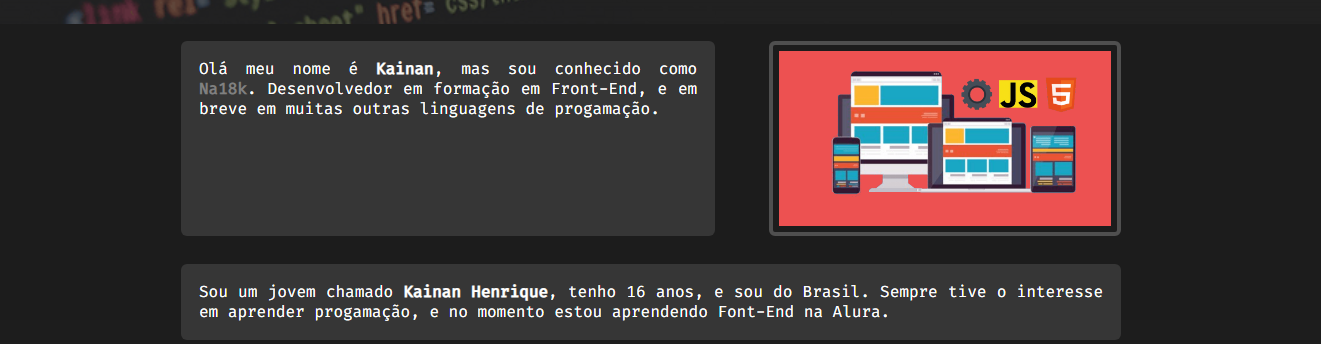 link rel=
href= css/
Olá meu nome é Kainan, mas sou conhecido como
Na18k. Desenvolvedor em formação em Front-End, e em
breve em muitas outras linguagens de progamação.
JS
5
Sou um jovem chamado Kainan Henrique, tenho 16 anos, e sou do Brasil. Sempre tive o interesse
em aprender progamação, e no momento estou aprendendo Font-End na Alura.